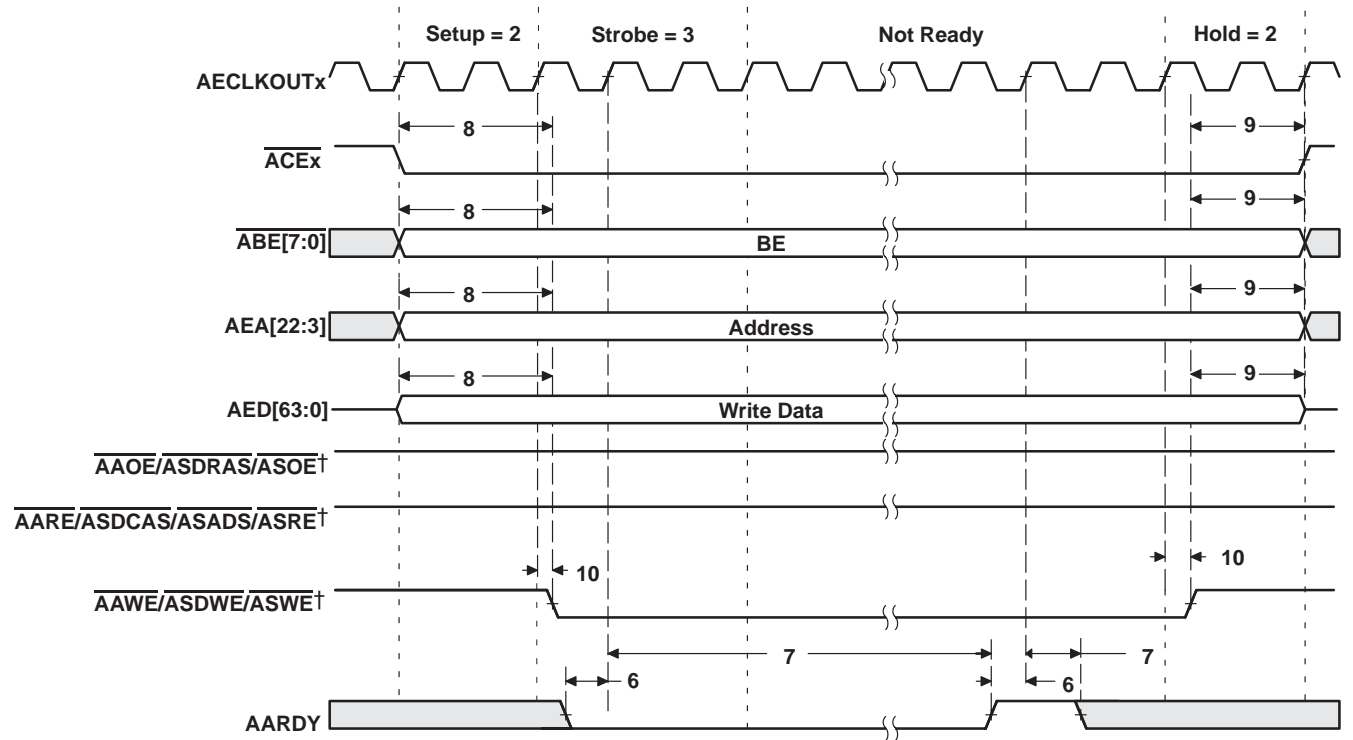 Setup = 2 Strobe = 3 Not Ready Hold = 2
AECLKOUTx
8 9
ACEx
8 9
ABE[7:0] BE
8 9
AEA[22:3] Address
8 9
AED[63:0] Write Data
AAOE/ASDRAS/ASOE†
AARE/ASDCAS/ASADS/ASRE†
10 10
AAWE/ASDWE/ASWE†
7 7
6 6
AARDY